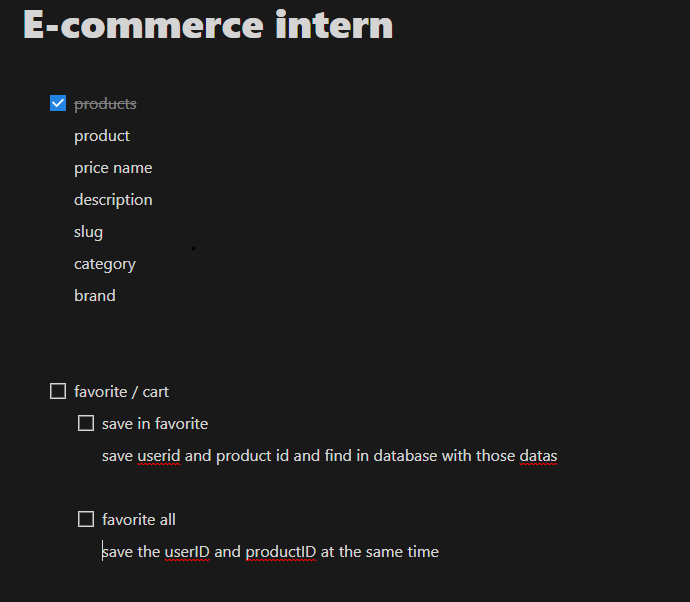 E-commerce intern
products
product
price name
description
slug
category
brand
favorite / cart
save in favorite
save userid and product id and find in database with those datas
favorite all
save the userID and productID at the same time